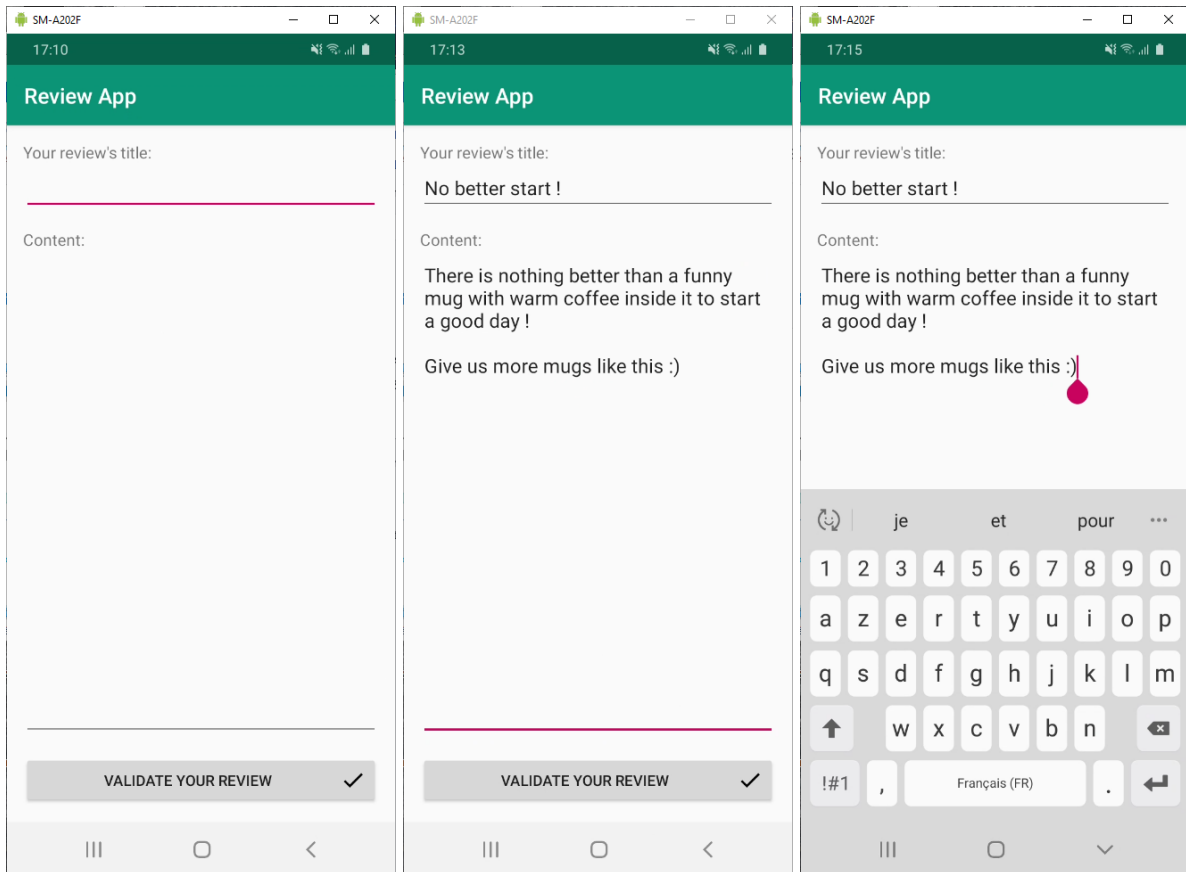 SM-A202F
17:10
Review App
Your review's title:
Content:
VALIDATE YOUR REVIEW
SM-A202F
17:13
Review App
Your review's title:
No better start !
Content:
There is nothing better than a funny
mug with warm coffee inside it to start
a good day !
Give us more mugs like this :)
VALIDATE YOUR REVIEW
SM-A202F
17:15
Review App
Your review's title:
No better start !
Content:
There is nothing better than a funny
mug with warm coffee inside it to start
a good day !
Give us more mugs like this :)
je et pour
1 2 3 4 5 6 7 8 9 0
a z e r t y u i o p
q s d f g h j k l m
w x c v b n
!#1 , Français (FR) .